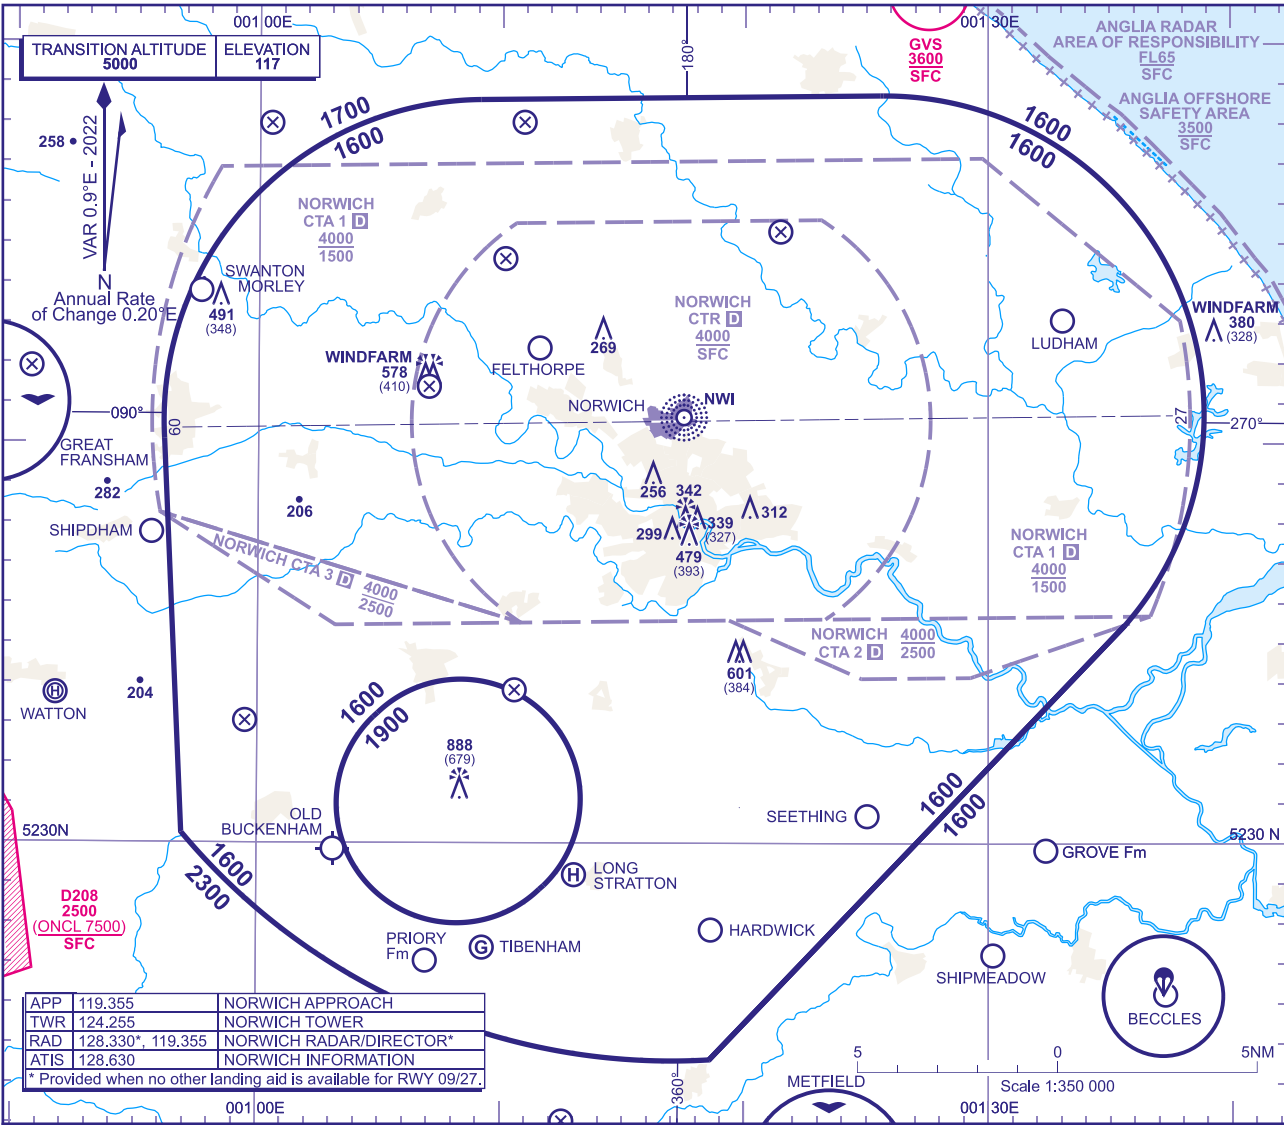 001 00E
001 30E
TRANSITION ALTITUDE
5000
ELEVATION
117
180°
GVS
3600
SFC
ANGLIA RADAR
AREA OF RESPONSIBILITY
FL65
SFC
ANGLIA OFFSHORE
SAFETY AREA
3500
SFC
258
VAR 0.9°E - 2022
N
Annual Rate
of Change 0.20°E
1700
1600
1600
1600
NORWICH
CTA 1 D
4000
1500
SWANTON
MORLEY
491
(348)
NORWICH
CTR D
4000
SFC
WINDFARM
380
(328)
LUDHAM
269
WINDFARM
578
(410)
FELTHORPE
NORWICH
NWI
090°
60
27
270°
GREAT
FRANSHAM
282
206
256
342
312
299
339
(327)
479
(393)
SHIPDHAM
NORWICH CTA 3 D
4000
2500
NORWICH
CTA 1 D
4000
1500
NORWICH
CTA 2 D
4000
2500
601
(384)
204
H
WATTON
1600
1900
888
(679)
OLD
BUCKENHAM
SEETHING
1600
1600
5230N
5230 N
GROVE Fm
1600
2300
H
LONG
STRATTON
D208
2500
(ONCL 7500)
SFC
PRIORY
Fm
G
TIBENHAM
HARDWICK
SHIPMEADOW
BECCLES
APP 119.355 NORWICH APPROACH
TWR 124.255 NORWICH TOWER
RAD 128.330*, 119.355 NORWICH RADAR/DIRECTOR*
ATIS 128.630 NORWICH INFORMATION
* Provided when no other landing aid is available for RWY 09/27.
5 0 5NM
Scale 1:350 000
360°
METFIELD
001 00E
001 30E